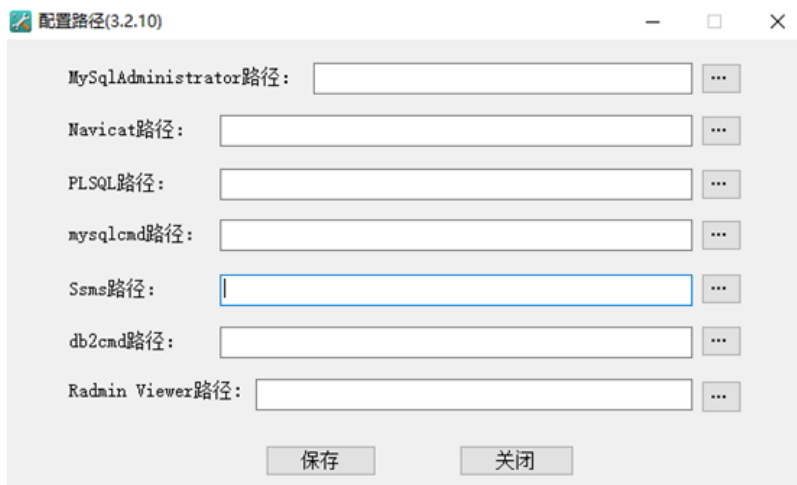 配置路径(3.2.10)
MySqlAdministrator路径: ...
Navicat路径: ...
PLSQL路径: ...
mysqlcmd路径: ...
Ssms路径: ...
db2cmd路径: ...
Radmin Viewer路径: ...
保存 关闭